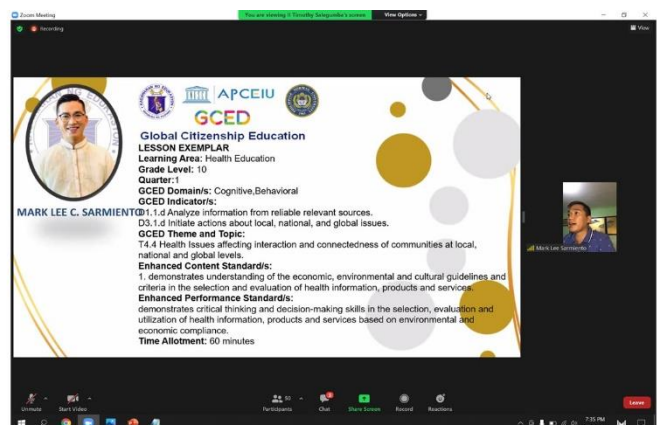 Zoom Meeting
You are viewing Timothy Salegumba's screen
View Options
Recording
View
APCEIU
GCED
Global Citizenship Education
LESSON EXEMPLAR
Learning Area: Health Education
Grade Level: 10
Quarter:1
GCED Domain/s: Cognitive,Behavioral
GCED Indicator/s:
MARK LEE C. SARMIENTO
D1.1.d Analyze information from reliable relevant sources.
D3.1.d Initiate actions about local, national, and global issues.
GCED Theme and Topic:
T4.4 Health Issues affecting interaction and connectedness of communities at local,
national and global levels.
Enhanced Content Standard/s:
1. demonstrates understanding of the economic, environmental and cultural guidelines and
criteria in the selection and evaluation of health information, products and services.
Enhanced Performance Standard/s:
demonstrates critical thinking and decision-making skills in the selection, evaluation and
utilization of health information, products and services based on environmental and
economic compliance.
Time Allotment: 60 minutes
Mark Lee Sarmiento
Unmute
Start Video
Participants
Chat
Share Screen
Record
Reactions
Leave
7:35 PM